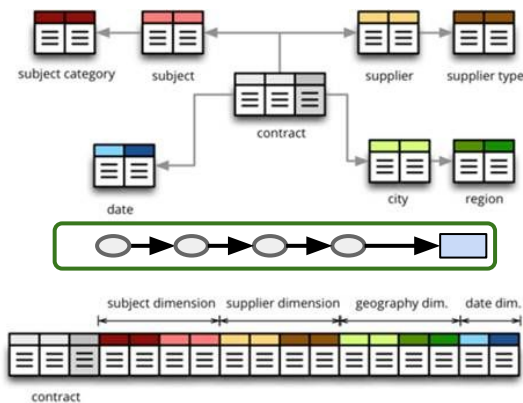 subject category subject supplier supplier type
contract
date city region
subject dimension supplier dimension geography dim. date dim.
contract